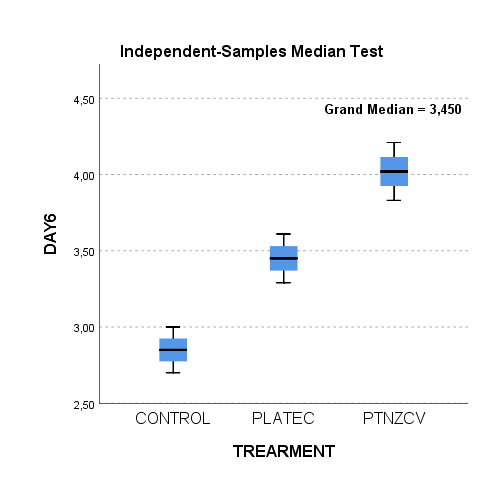 Independent-Samples Median Test
Grand Median = 3,450
4,50
4,00
3,50
3,00
2,50
DAY6
CONTROL PLATEC PTNZCV
TREARMENT